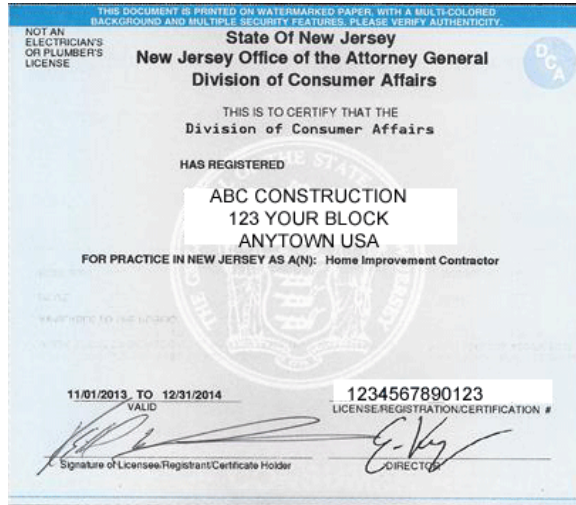 THIS DOCUMENT IS PRINTED ON WATERMARKED PAPER, WITH A MULTI-COLORED
BACKGROUND AND MULTIPLE SECURITY FEATURES. PLEASE VERIFY AUTHENTICITY.
NOT AN
ELECTRICIAN'S
OR PLUMBER'S
LICENSE
State Of New Jersey
New Jersey Office of the Attorney General
Division of Consumer Affairs
DCA
THIS IS TO CERTIFY THAT THE
Division of Consumer Affairs
HAS REGISTERED
ABC CONSTRUCTION
123 YOUR BLOCK
ANYTOWN USA
FOR PRACTICE IN NEW JERSEY AS A(N): Home Improvement Contractor
11/01/2013 TO 12/31/2014
VALID
1234567890123
LICENSE/REGISTRATION/CERTIFICATION #
Signature of Licensee/Registrant/Certificate Holder
DIRECTOR